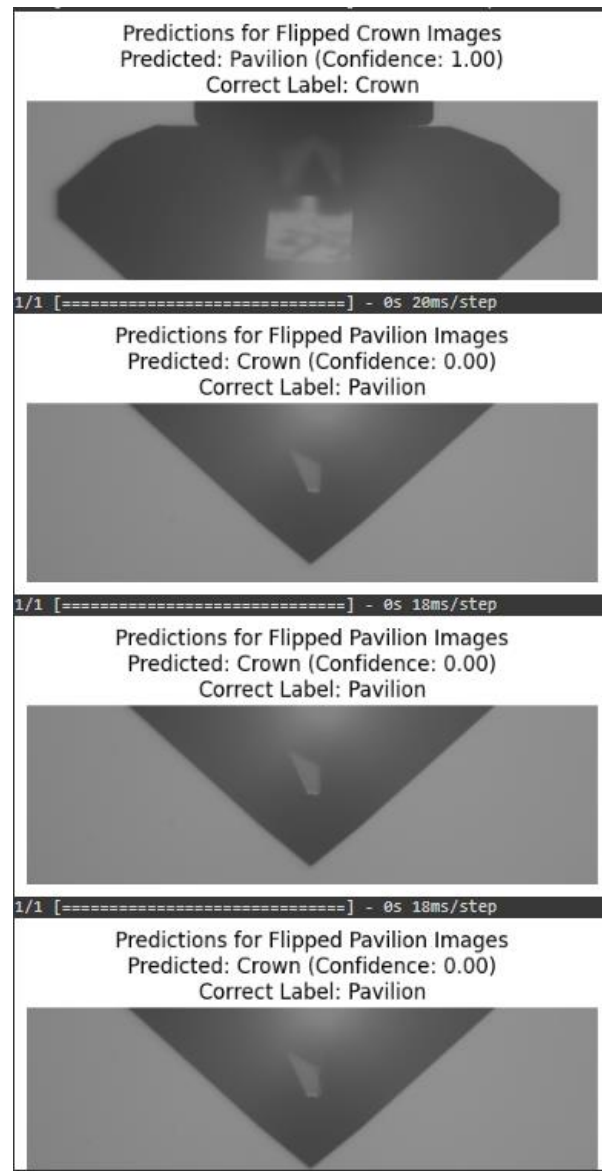 Predictions for Flipped Crown Images
Predicted: Pavilion (Confidence: 1.00)
Correct Label: Crown
1/1 [==============================] - 0s 20ms/step
Predictions for Flipped Pavilion Images
Predicted: Crown (Confidence: 0.00)
Correct Label: Pavilion
1/1 [==============================] - 0s 18ms/step
Predictions for Flipped Pavilion Images
Predicted: Crown (Confidence: 0.00)
Correct Label: Pavilion
1/1 [==============================] - 0s 18ms/step
Predictions for Flipped Pavilion Images
Predicted: Crown (Confidence: 0.00)
Correct Label: Pavilion